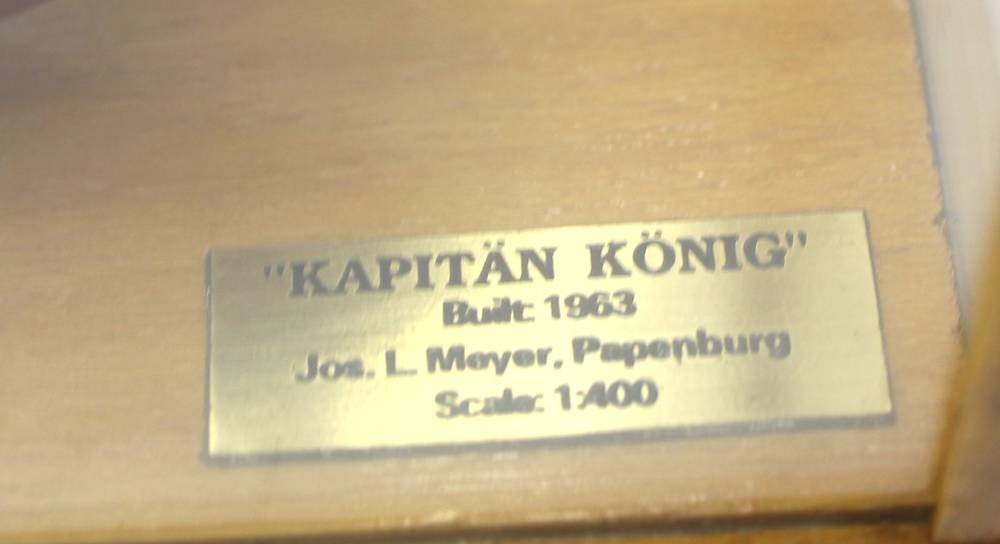 "KAPITÄN KÖNIG"
Built: 1963
Jos. L. Meyer, Papenburg
Scale: 1:400